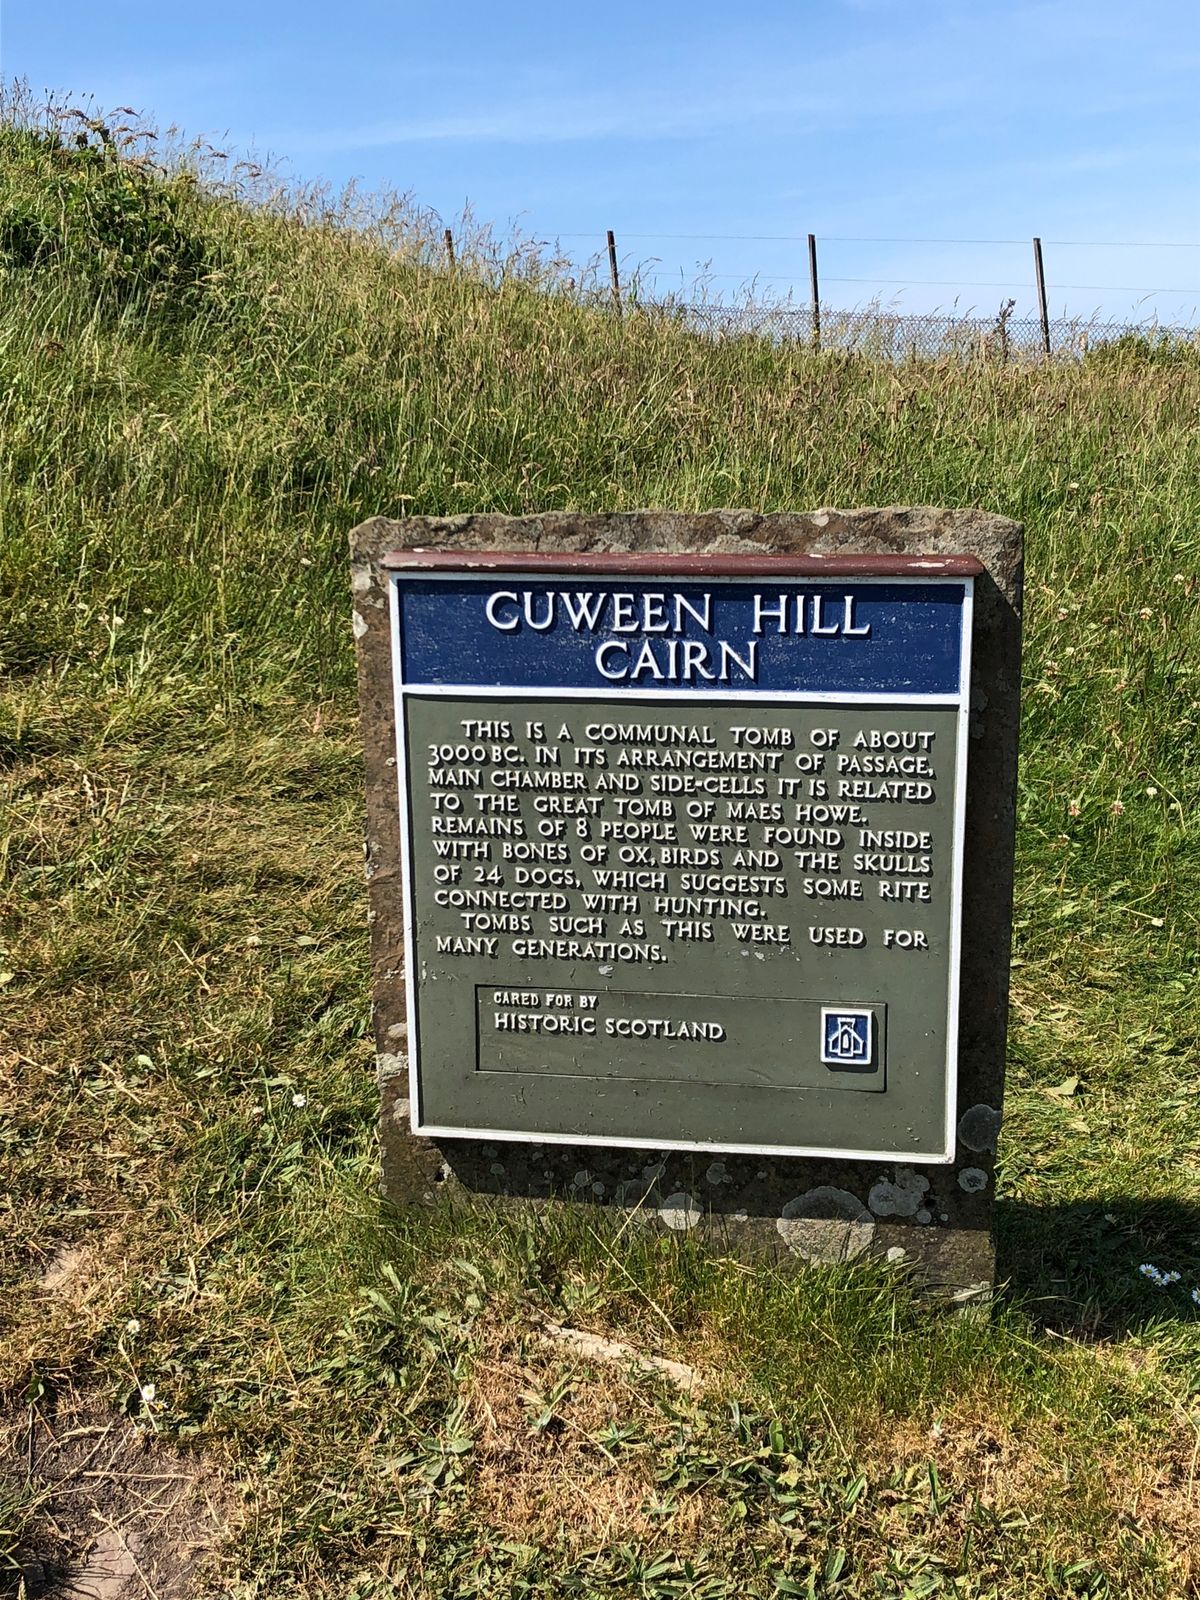 CUWEEN HILL
CAIRN
THIS IS A COMMUNAL TOMB OF ABOUT
3000 BC. IN ITS ARRANGEMENT OF PASSAGE,
MAIN CHAMBER AND SIDE-CELLS IT IS RELATED
TO THE GREAT TOMB OF MAES HOWE.
REMAINS OF 8 PEOPLE WERE FOUND INSIDE
WITH BONES OF OX, BIRDS AND THE SKULLS
OF 24 DOGS, WHICH SUGGESTS SOME RITE
CONNECTED WITH HUNTING.
TOMBS SUCH AS THIS WERE USED FOR
MANY GENERATIONS.
CARED FOR BY
HISTORIC SCOTLAND